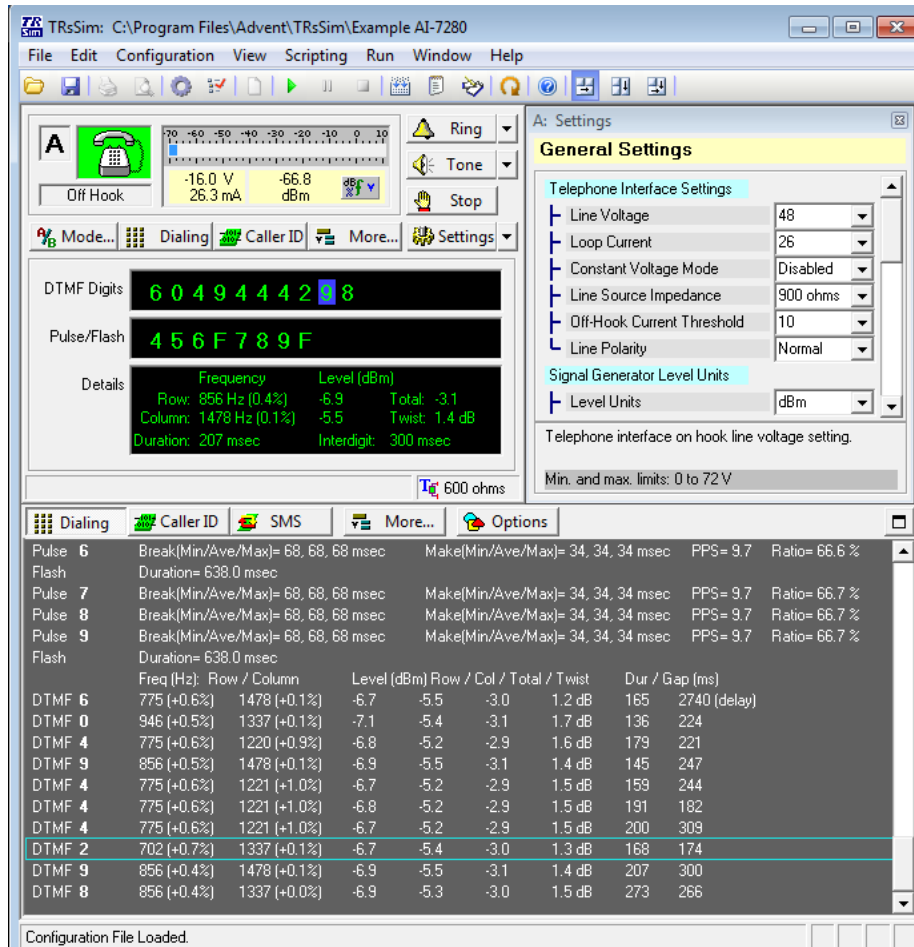 TRsSim: C:\Program Files\Advent\TRsSim\Example AI-7280
File Edit Configuration View Scripting Run Window Help
A
Off Hook
-70 -60 -50 -40 -30 -20 -10 0 10
-16.0 V -66.8
26.3 mA dBm
Ring
Tone
Stop
A/B Mode... Dialing Caller ID More... Settings
DTMF Digits 6 0 4 9 4 4 4 2 9 8
Pulse/Flash 4 5 6 F 7 8 9 F
Details
Frequency Level (dBm)
Row: 856 Hz (0.4%) -6.9 Total: -3.1
Column: 1478 Hz (0.1%) -5.5 Twist: 1.4 dB
Duration: 207 msec Interdigit: 300 msec
600 ohms
A: Settings
General Settings
Telephone Interface Settings
Line Voltage 48
Loop Current 26
Constant Voltage Mode Disabled
Line Source Impedance 900 ohms
Off-Hook Current Threshold 10
Line Polarity Normal
Signal Generator Level Units
Level Units dBm
Telephone interface on hook line voltage setting.
Min. and max. limits: 0 to 72 V
Dialing Caller ID SMS More... Options
Pulse 6 Break(Min/Ave/Max)= 68, 68, 68 msec Make(Min/Ave/Max)= 34, 34, 34 msec PPS= 9.7 Ratio= 66.6 %
Flash Duration= 638.0 msec
Pulse 7 Break(Min/Ave/Max)= 68, 68, 68 msec Make(Min/Ave/Max)= 34, 34, 34 msec PPS= 9.7 Ratio= 66.7 %
Pulse 8 Break(Min/Ave/Max)= 68, 68, 68 msec Make(Min/Ave/Max)= 34, 34, 34 msec PPS= 9.7 Ratio= 66.7 %
Pulse 9 Break(Min/Ave/Max)= 68, 68, 68 msec Make(Min/Ave/Max)= 34, 34, 34 msec PPS= 9.7 Ratio= 66.7 %
Flash Duration= 638.0 msec
Freq (Hz): Row / Column Level (dBm) Row / Col / Total / Twist Dur / Gap (ms)
DTMF 6 775 (+0.6%) 1478 (+0.1%) -6.7 -5.5 -3.0 1.2 dB 165 2740 (delay)
DTMF 0 946 (+0.5%) 1337 (+0.1%) -7.1 -5.4 -3.1 1.7 dB 136 224
DTMF 4 775 (+0.6%) 1220 (+0.9%) -6.8 -5.2 -2.9 1.6 dB 179 221
DTMF 9 856 (+0.5%) 1478 (+0.1%) -6.9 -5.5 -3.1 1.4 dB 145 247
DTMF 4 775 (+0.6%) 1221 (+1.0%) -6.7 -5.2 -2.9 1.5 dB 159 244
DTMF 4 775 (+0.6%) 1221 (+1.0%) -6.8 -5.2 -2.9 1.5 dB 191 182
DTMF 4 775 (+0.6%) 1221 (+1.0%) -6.7 -5.2 -2.9 1.5 dB 200 309
DTMF 2 702 (+0.7%) 1337 (+0.1%) -6.7 -5.4 -3.0 1.3 dB 168 174
DTMF 9 856 (+0.4%) 1478 (+0.1%) -6.9 -5.5 -3.1 1.4 dB 207 300
DTMF 8 856 (+0.4%) 1337 (+0.0%) -6.9 -5.3 -3.0 1.5 dB 273 266
Configuration File Loaded.